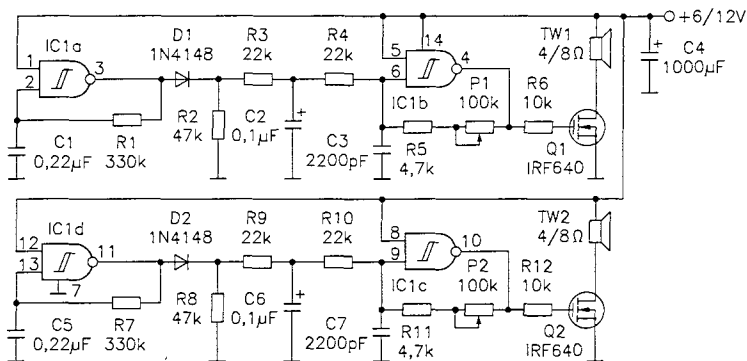 +6/12V
D1
1N4148
R3
22k
R4
22k
TW1
4/8Ω
C4
1000μF
+
IC1a
1
2
3
5
6
14
4
IC1b
P1
100k
R6
10k
R2
47k
C2
0,1μF
+
C3
2200pF
R5
4,7k
Q1
IRF640
C1
0,22μF
R1
330k
IC1d
12
13
11
7
D2
1N4148
R9
22k
R10
22k
8
9
10
IC1c
TW2
4/8Ω
P2
100k
R12
10k
R8
47k
C6
0,1μF
+
C7
2200pF
R11
4,7k
Q2
IRF640
C5
0,22μF
R7
330k